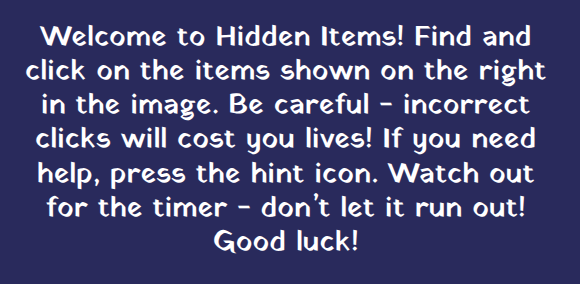 Welcome to Hidden Items! Find and
click on the items shown on the right
in the image. Be careful - incorrect
clicks will cost you lives! If you need
help, press the hint icon. Watch out
for the timer - don't let it run out!
Good luck!